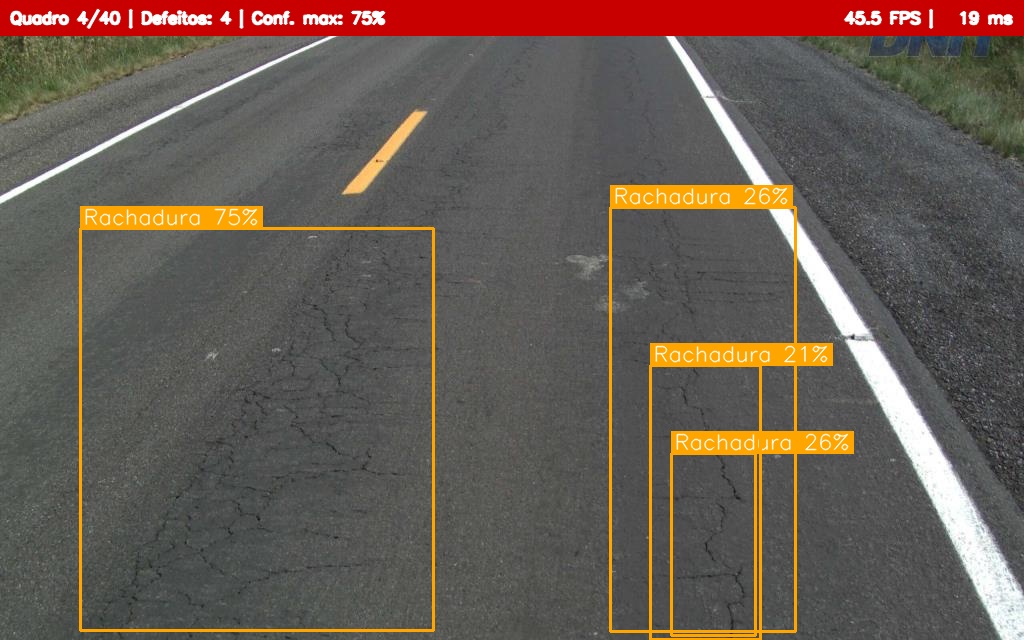 Quadro 4/40 | Defeitos: 4 | Conf. max: 75%
45.5 FPS | 19 ms
DNIT
Rachadura 26%
Rachadura 75%
Rachadura 21%
Rachadura 26%